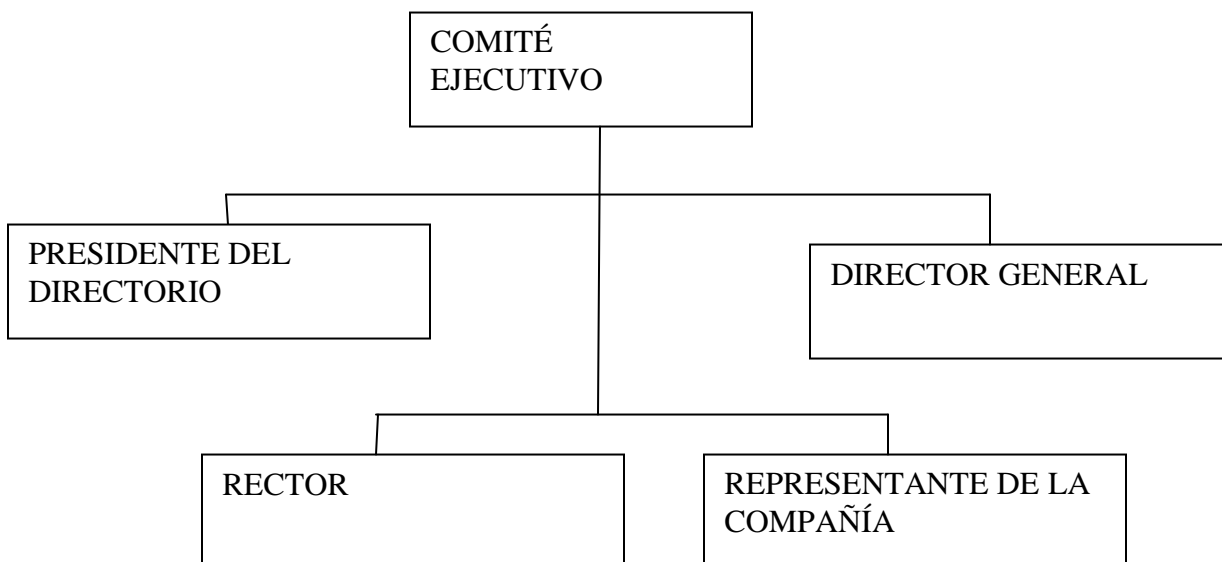 COMITÉ
EJECUTIVO
PRESIDENTE DEL
DIRECTORIO
DIRECTOR GENERAL
RECTOR
REPRESENTANTE DE LA
COMPAÑÍA